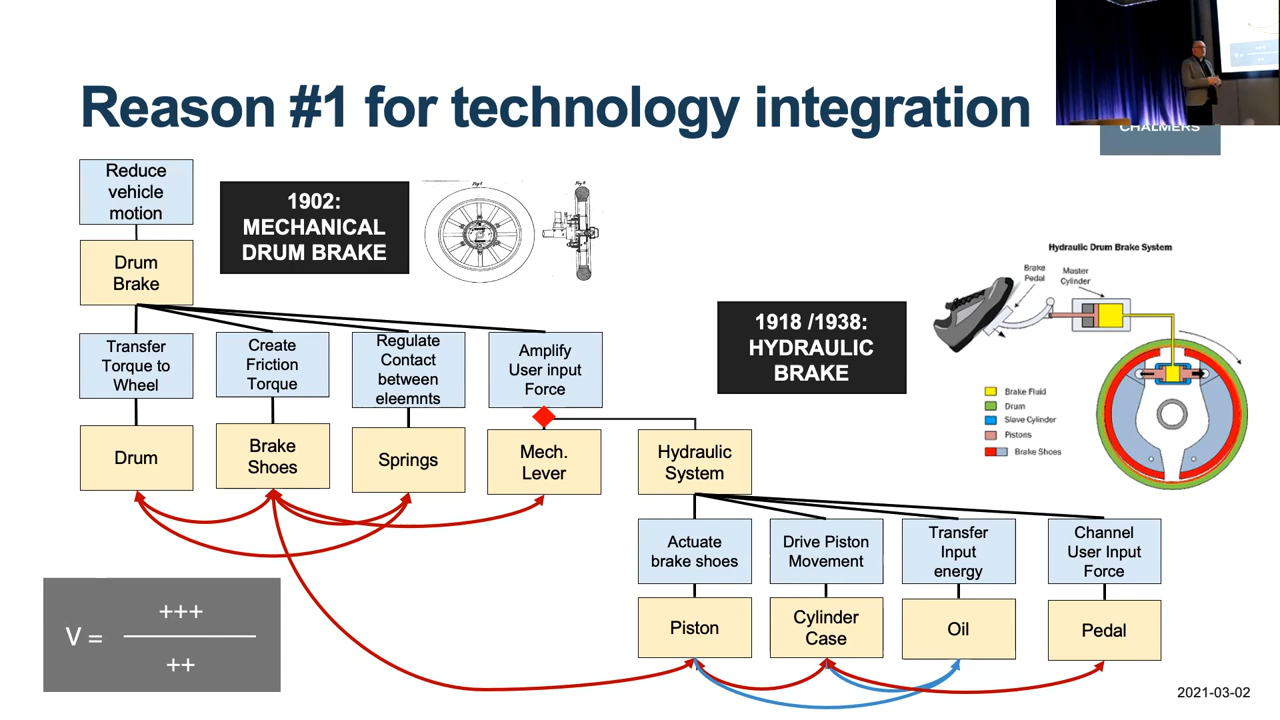 Reason #1 for technology integration
CHALMERS
Reduce
vehicle
motion
1902:
MECHANICAL
DRUM BRAKE
Drum
Brake
Hydraulic Drum Brake System
Brake
Pedal
Master
Cylinder
1918 /1938:
HYDRAULIC
BRAKE
Transfer
Torque to
Wheel
Create
Friction
Torque
Regulate
Contact
between
eleemnts
Amplify
User input
Force
Brake Fluid
Drum
Slave Cylinder
Pistons
Brake Shoes
Drum
Brake
Shoes
Springs
Mech.
Lever
Hydraulic
System
Actuate
brake shoes
Drive Piston
Movement
Transfer
Input
energy
Channel
User Input
Force
Piston
Cylinder
Case
Oil
Pedal
V =
+++
++
2021-03-02